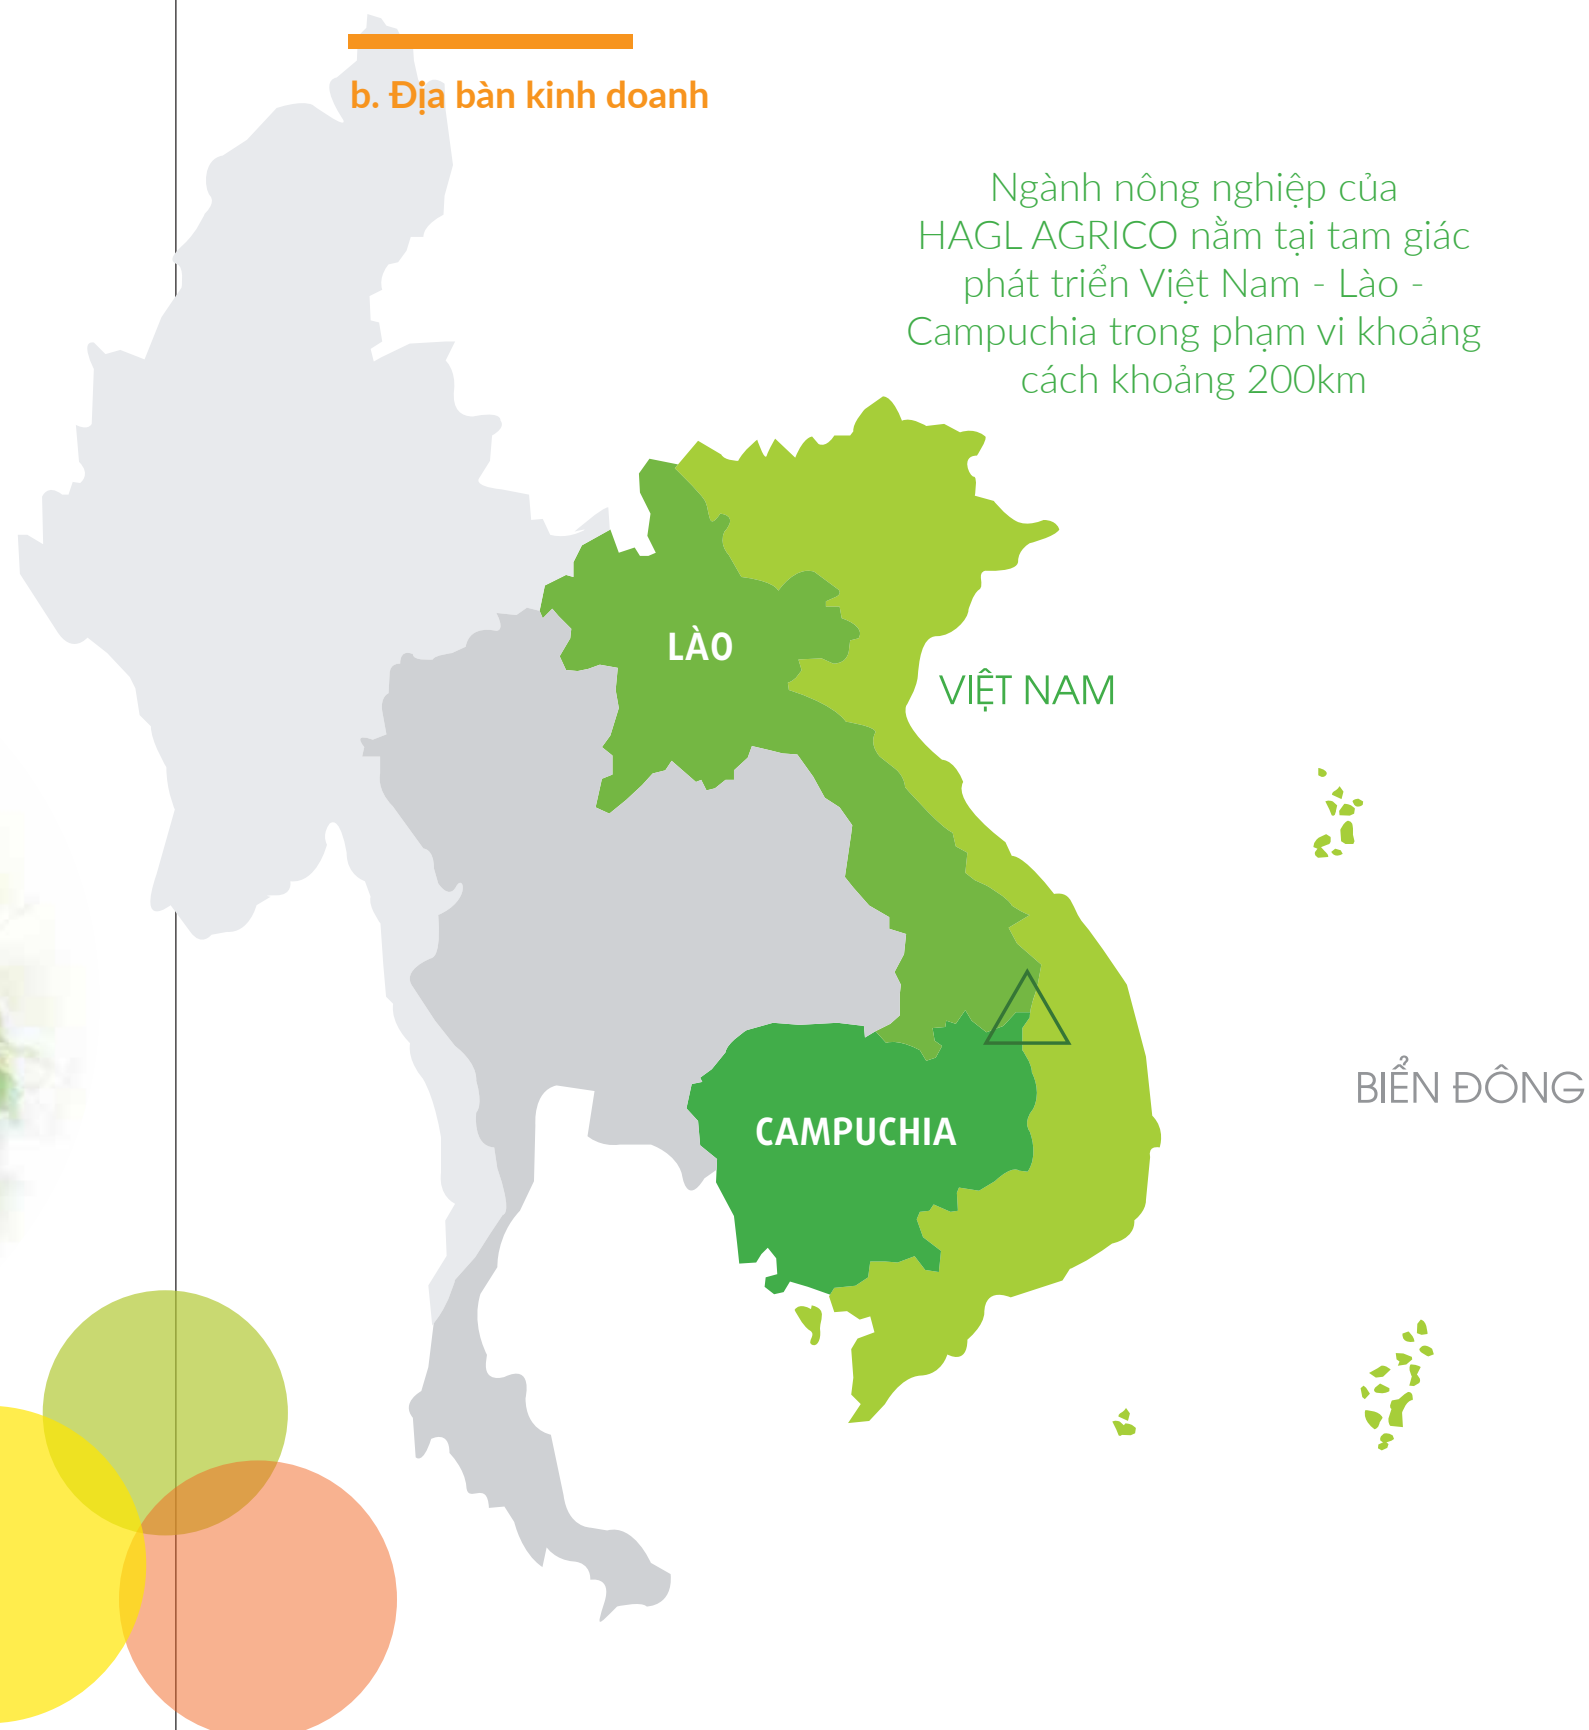 b. Địa bàn kinh doanh
Ngành nông nghiệp của
HAGL AGRICO nằm tại tam giác
phát triển Việt Nam - Lào -
Campuchia trong phạm vi khoảng
cách khoảng 200km
LÀO
VIỆT NAM
BIỂN ĐÔNG
CAMPUCHIA